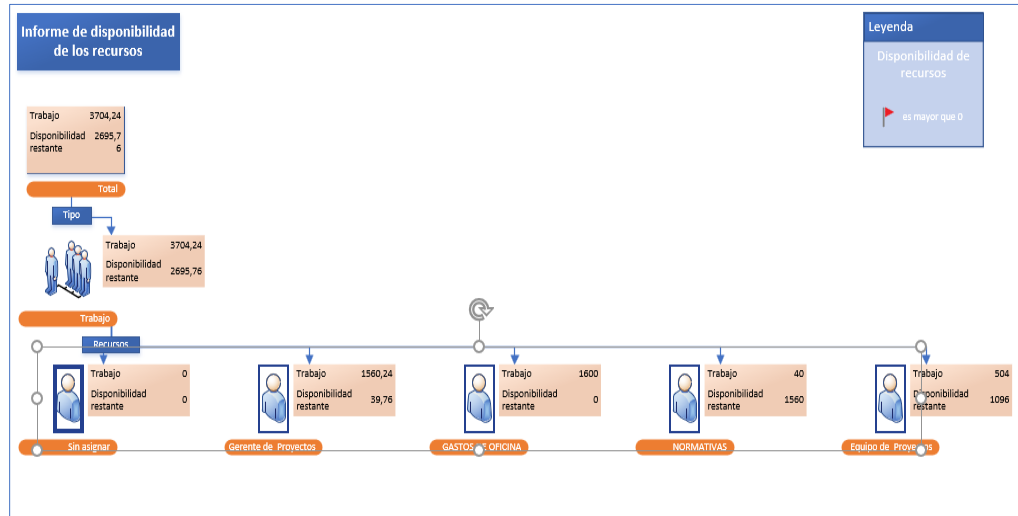 Informe de disponibilidad
de los recursos
Leyenda
Disponibilidad de
recursos
es mayor que 0
Trabajo 3704,24
Disponibilidad 2695,7
restante 6
Total
Tipo
Trabajo 3704,24
Disponibilidad
restante 2695,76
Trabajo
Recursos
Trabajo 0
Disponibilidad
restante 0
Sin asignar
Trabajo 1560,24
Disponibilidad
restante 39,76
Gerente de Proyectos
Trabajo 1600
Disponibilidad
restante 0
GASTOS DE OFICINA
Trabajo 40
Disponibilidad
restante 1560
NORMATIVAS
Trabajo 504
Disponibilidad
restante 1096
Equipo de Proyectos